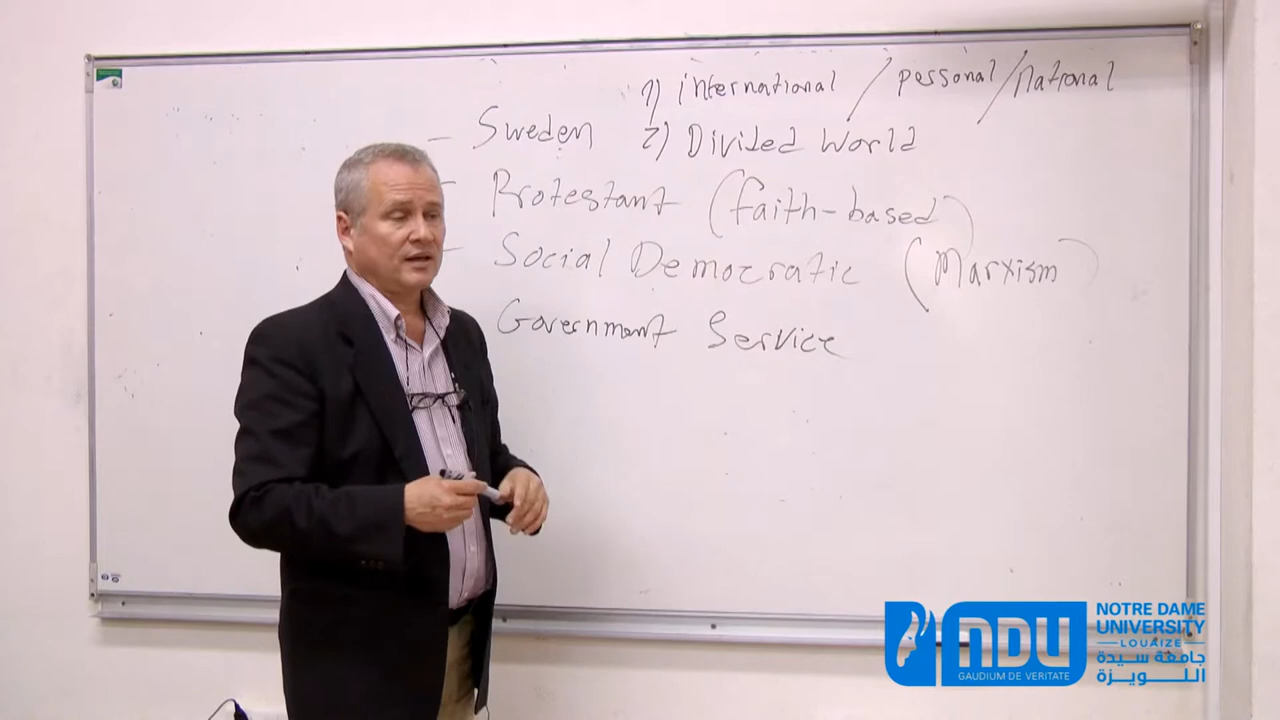 1) international / personal / national
- Sweden 2) Divided World
- Protestant (faith-based)
- Social Democratic (Marxism)
Government Service
NDU
GAUDIUM DE VERITATE
NOTRE DAME
UNIVERSITY
LOUAIZE
جامعة سيدة
اللويزة